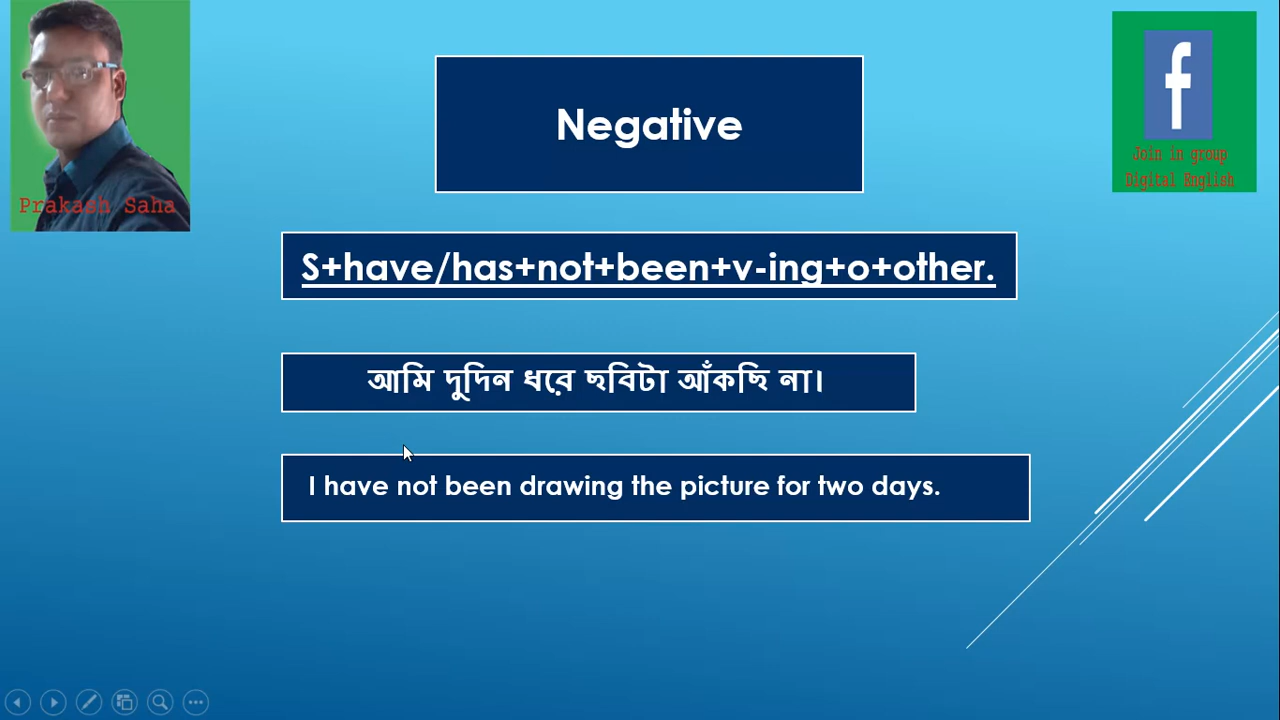 Negative
Prakash Saha
Join in group
Digital English
S+have/has+not+been+v-ing+o+other.
আমি দুদিন ধরে ছবিটা আঁকছি না।
I have not been drawing the picture for two days.